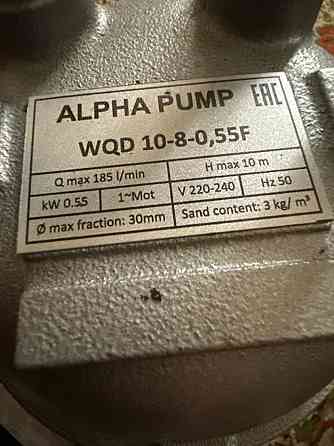 ALPHA PUMP EAC
WQD 10-8-0,55F
Q max 185 l/min H max 10 m
kW 0.55 1~Mot V 220-240 Hz 50
Ø max fraction: 30mm Sand content: 3 kg/ m³